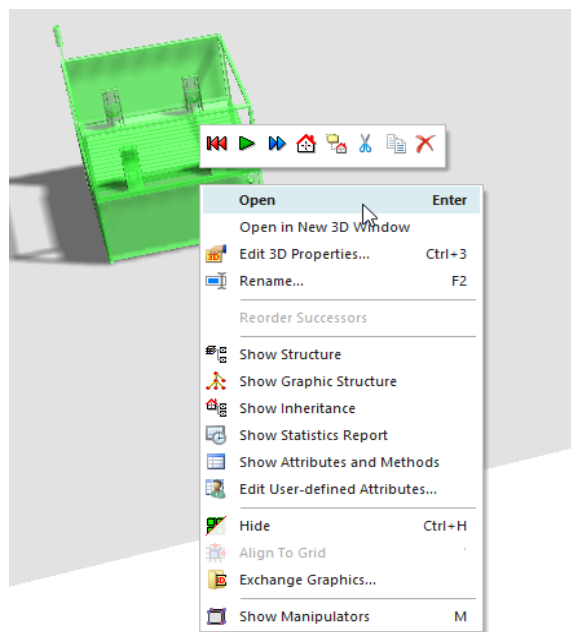 Open Enter
Open in New 3D Window
3D Edit 3D Properties... Ctrl+3
Rename... F2
Reorder Successors
Show Structure
Show Graphic Structure
Show Inheritance
Show Statistics Report
Show Attributes and Methods
Edit User-defined Attributes...
Hide Ctrl+H
Align To Grid '
3D Exchange Graphics...
Show Manipulators M